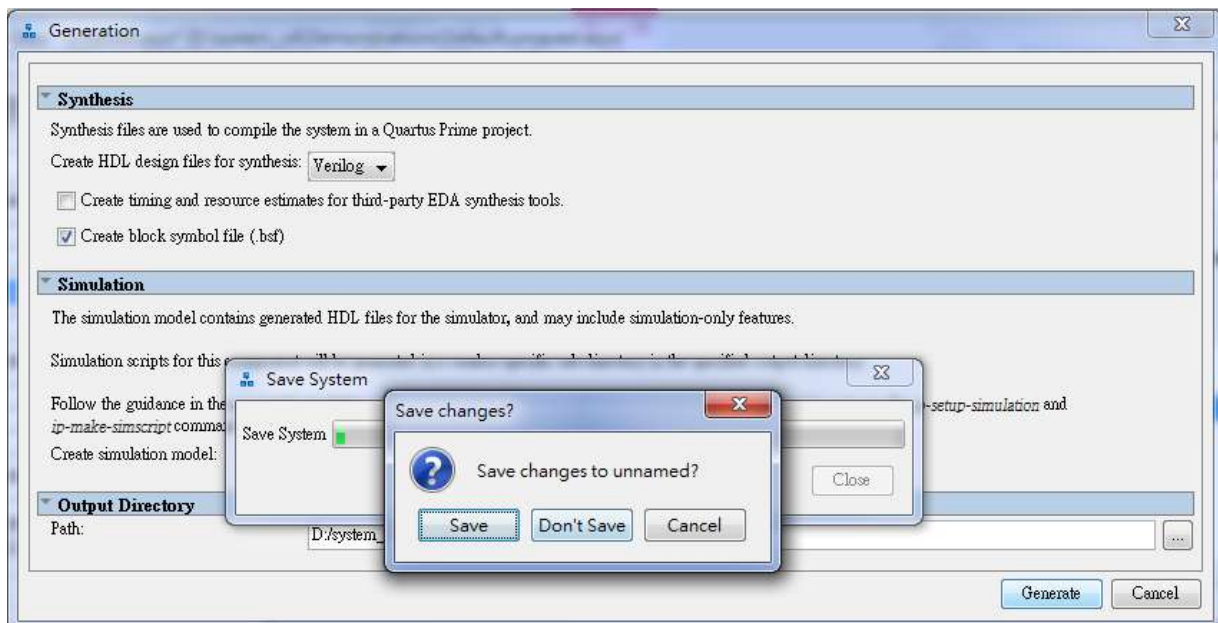 Generation
Synthesis
Synthesis files are used to compile the system in a Quartus Prime project.
Create HDL design files for synthesis: Verilog
Create timing and resource estimates for third-party EDA synthesis tools.
Create block symbol file (.bsf)
Simulation
The simulation model contains generated HDL files for the simulator, and may include simulation-only features.
Simulation scripts for this
Save System
Follow the guidance in the
-setup-simulation and
Save changes?
ip-make-simscript
Save System
Create simulation model:
Save changes to unnamed?
Close
Output Directory
Save Don't Save Cancel
Path: D:/system_ ...
Generate Cancel